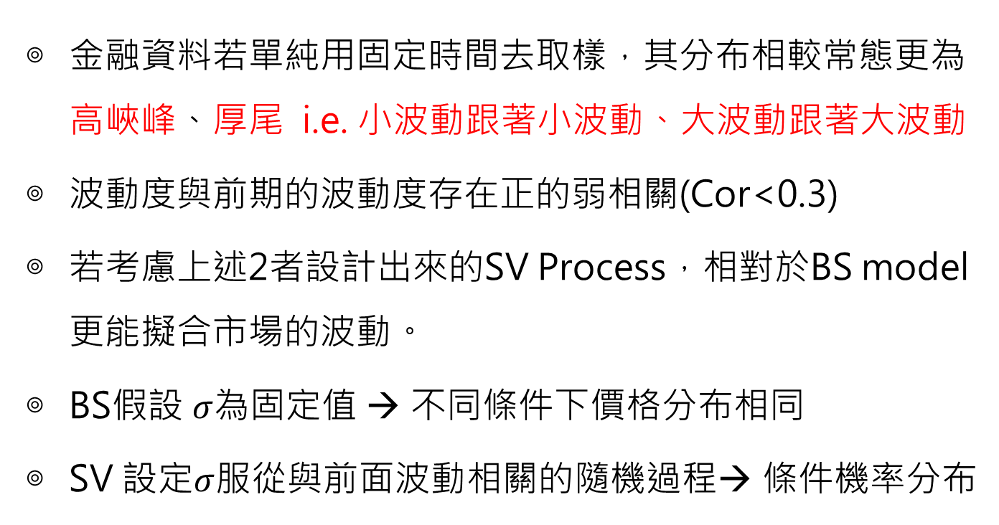 ◎ 金融資料若單純用固定時間去取樣，其分布相較常態更為
高峽峰、厚尾 i.e. 小波動跟著小波動、大波動跟著大波動
◎ 波動度與前期的波動度存在正的弱相關(Cor<0.3)
◎ 若考慮上述2者設計出來的SV Process，相對於BS model
更能擬合市場的波動。
◎ BS假設 σ為固定值 → 不同條件下價格分布相同
◎ SV 設定σ服從與前面波動相關的隨機過程→ 條件機率分布